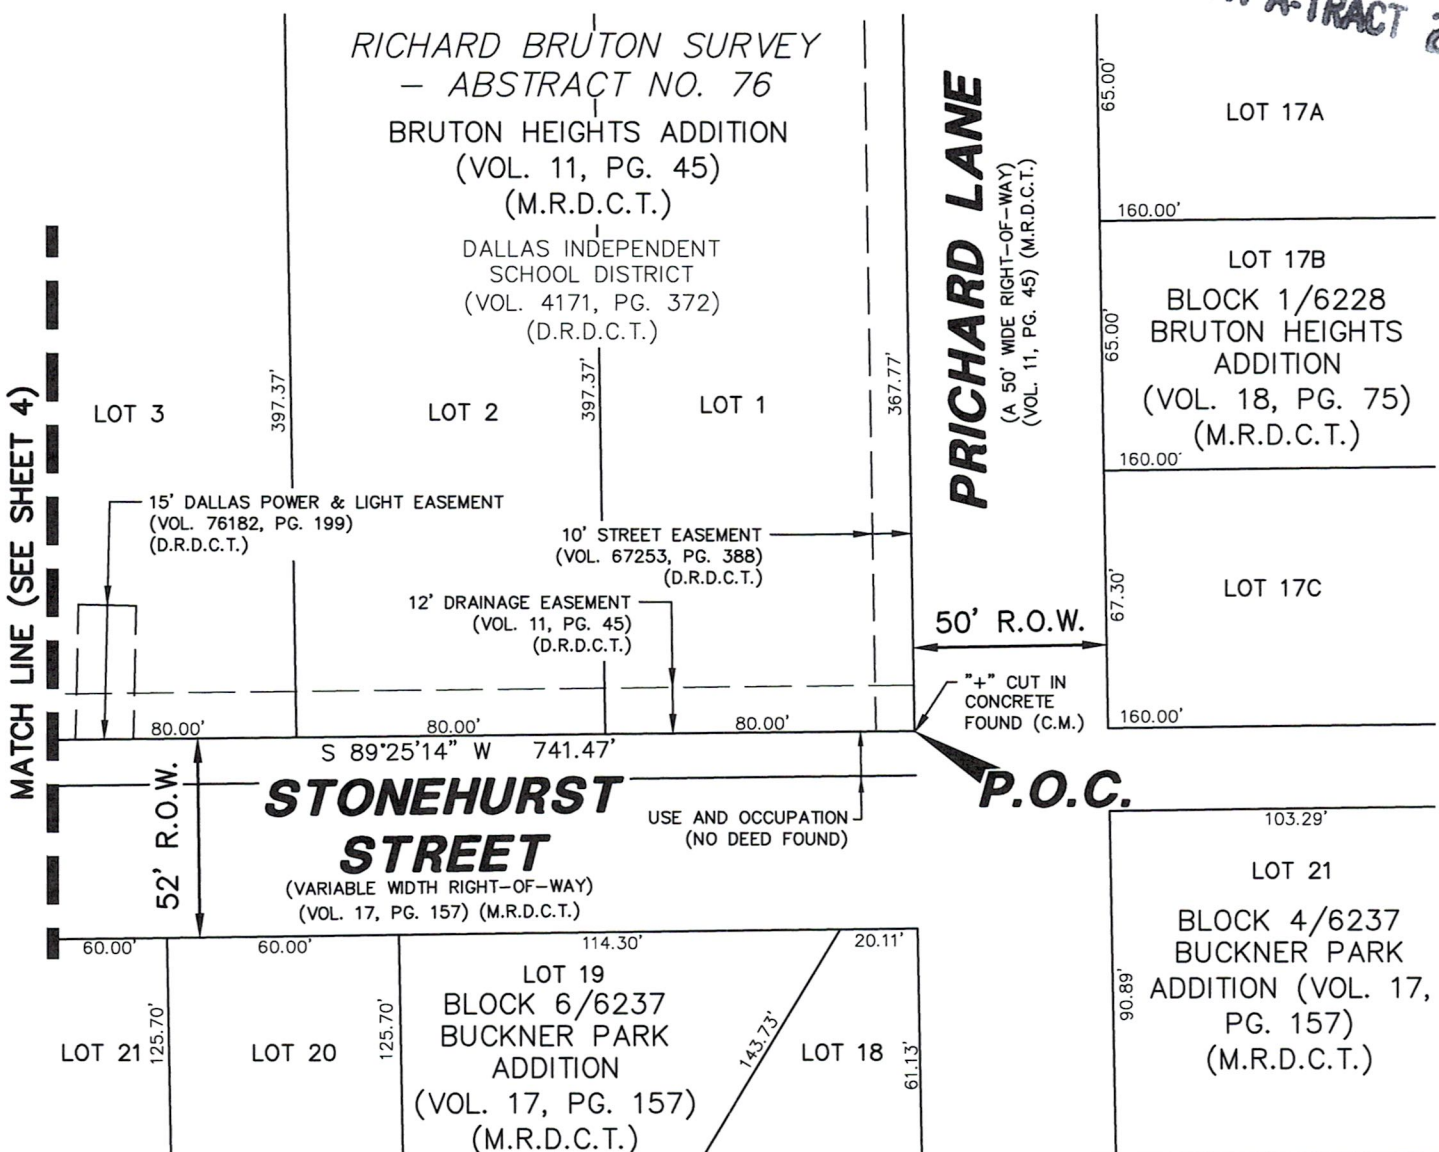 A-TRACT
RICHARD BRUTON SURVEY
– ABSTRACT NO. 76
BRUTON HEIGHTS ADDITION
(VOL. 11, PG. 45)
(M.R.D.C.T.)
DALLAS INDEPENDENT
SCHOOL DISTRICT
(VOL. 4171, PG. 372)
(D.R.D.C.T.)
PRICHARD LANE
(A 50' WIDE RIGHT-OF-WAY)
(VOL. 11, PG. 45) (M.R.D.C.T.)
65.00'
LOT 17A
160.00'
LOT 17B
BLOCK 1/6228
BRUTON HEIGHTS
ADDITION
(VOL. 18, PG. 75)
(M.R.D.C.T.)
65.00'
160.00'
LOT 17C
67.30'
160.00'
MATCH LINE (SEE SHEET 4)
LOT 3
397.37'
LOT 2
397.37'
LOT 1
367.77'
15' DALLAS POWER & LIGHT EASEMENT
(VOL. 76182, PG. 199)
(D.R.D.C.T.)
10' STREET EASEMENT
(VOL. 67253, PG. 388)
(D.R.D.C.T.)
12' DRAINAGE EASEMENT
(VOL. 11, PG. 45)
(D.R.D.C.T.)
50' R.O.W.
"+" CUT IN
CONCRETE
FOUND (C.M.)
80.00'
80.00'
80.00'
S 89°25'14" W 741.47'
P.O.C.
52' R.O.W.
STONEHURST
STREET
(VARIABLE WIDTH RIGHT-OF-WAY)
(VOL. 17, PG. 157) (M.R.D.C.T.)
USE AND OCCUPATION
(NO DEED FOUND)
103.29'
LOT 21
BLOCK 4/6237
BUCKNER PARK
ADDITION (VOL. 17,
PG. 157)
(M.R.D.C.T.)
90.89'
60.00'
60.00'
114.30'
20.11'
LOT 21
125.70'
LOT 20
125.70'
LOT 19
BLOCK 6/6237
BUCKNER PARK
ADDITION
(VOL. 17, PG. 157)
(M.R.D.C.T.)
143.73'
LOT 18
61.13'